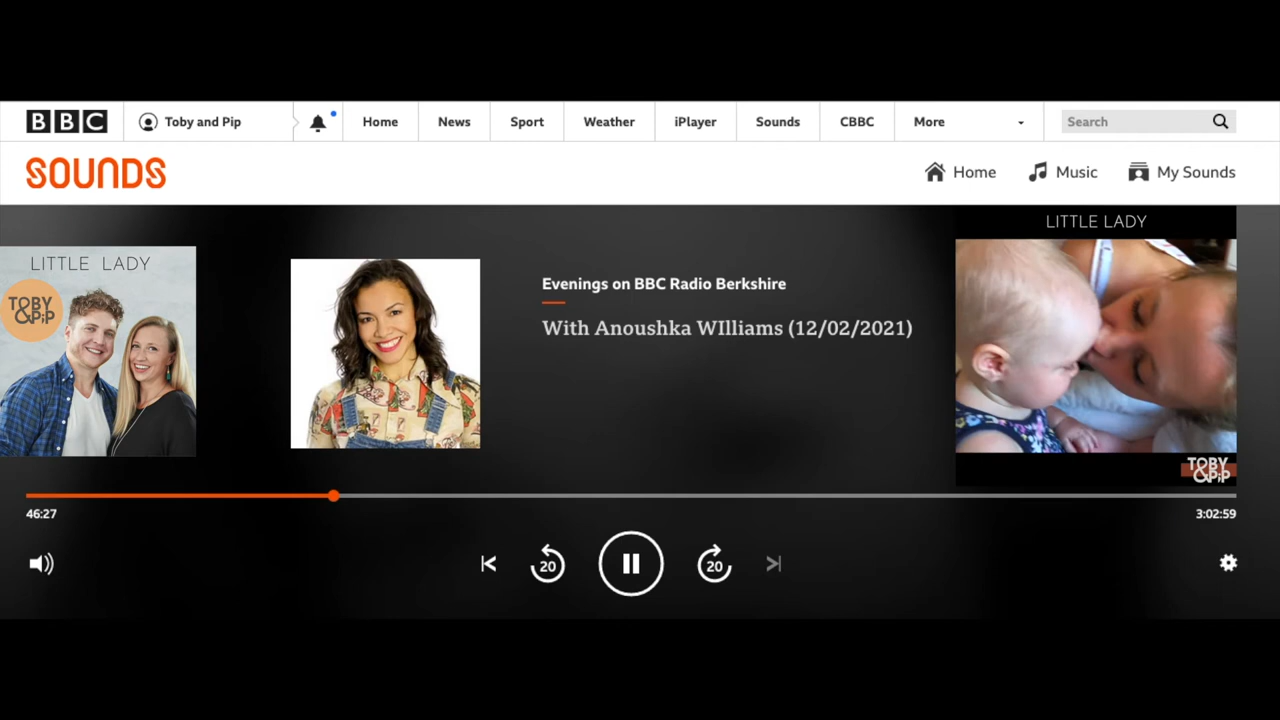 BBC
Toby and Pip
Home
News
Sport
Weather
iPlayer
Sounds
CBBC
More
Search
SOUNDS
Home
Music
My Sounds
LITTLE LADY
TOBY
&PiP
Evenings on BBC Radio Berkshire
With Anoushka WIlliams (12/02/2021)
LITTLE LADY
TOBY
&PiP
46:27
3:02:59
20
20